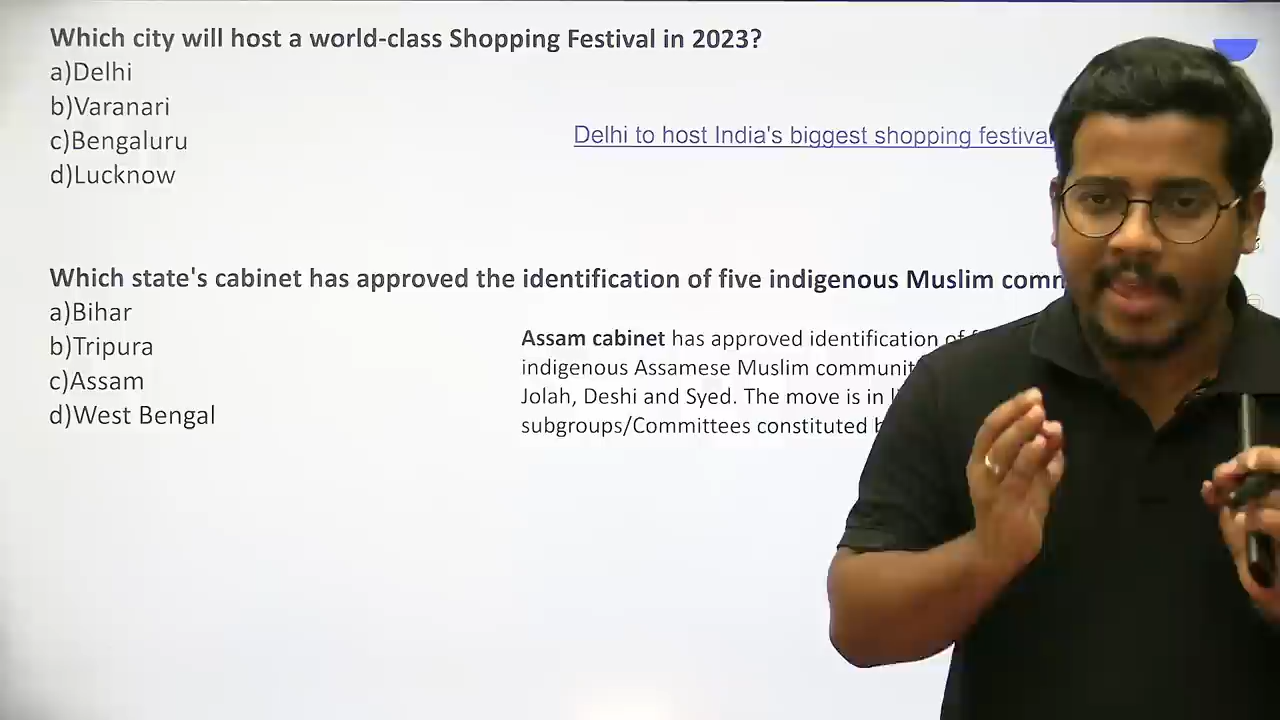 Which city will host a world-class Shopping Festival in 2023?
a)Delhi
b)Varanari
c)Bengaluru
d)Lucknow
Delhi to host India's biggest shopping festival
Which state's cabinet has approved the identification of five indigenous Muslim
a)Bihar
b)Tripura
c)Assam
d)West Bengal
Assam cabinet has approved identification of
indigenous Assamese Muslim
Jolah, Deshi and Syed. The move is in
subgroups/Committees constituted